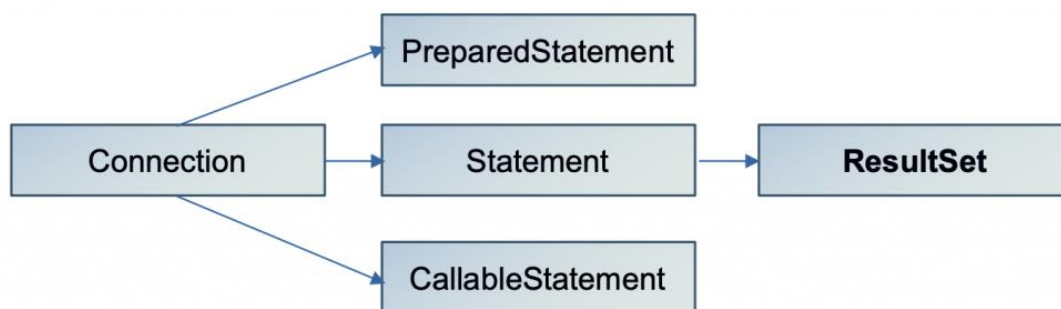 PreparedStatement
Connection
Statement
ResultSet
CallableStatement